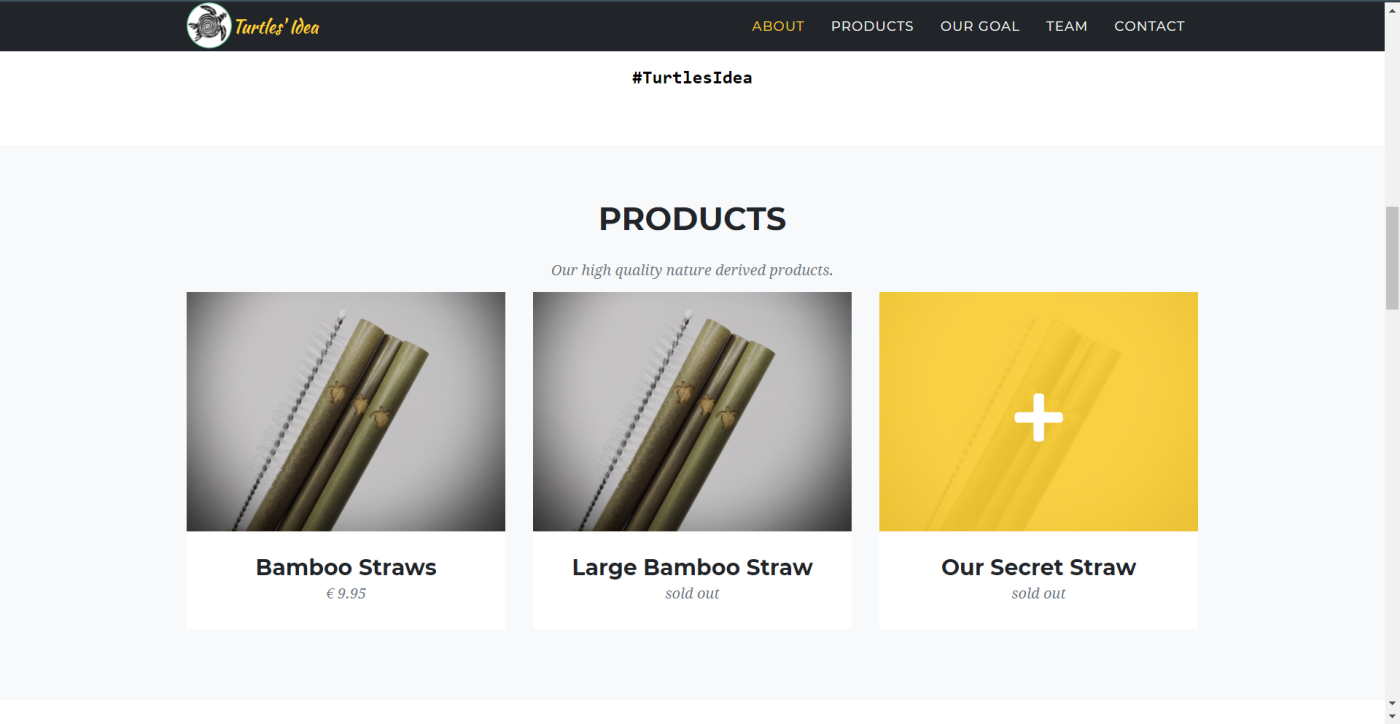 Turtles' Idea
ABOUT PRODUCTS OUR GOAL TEAM CONTACT
#TurtlesIdea
PRODUCTS
Our high quality nature derived products.
Bamboo Straws
€ 9.95
Large Bamboo Straw
sold out
Our Secret Straw
sold out